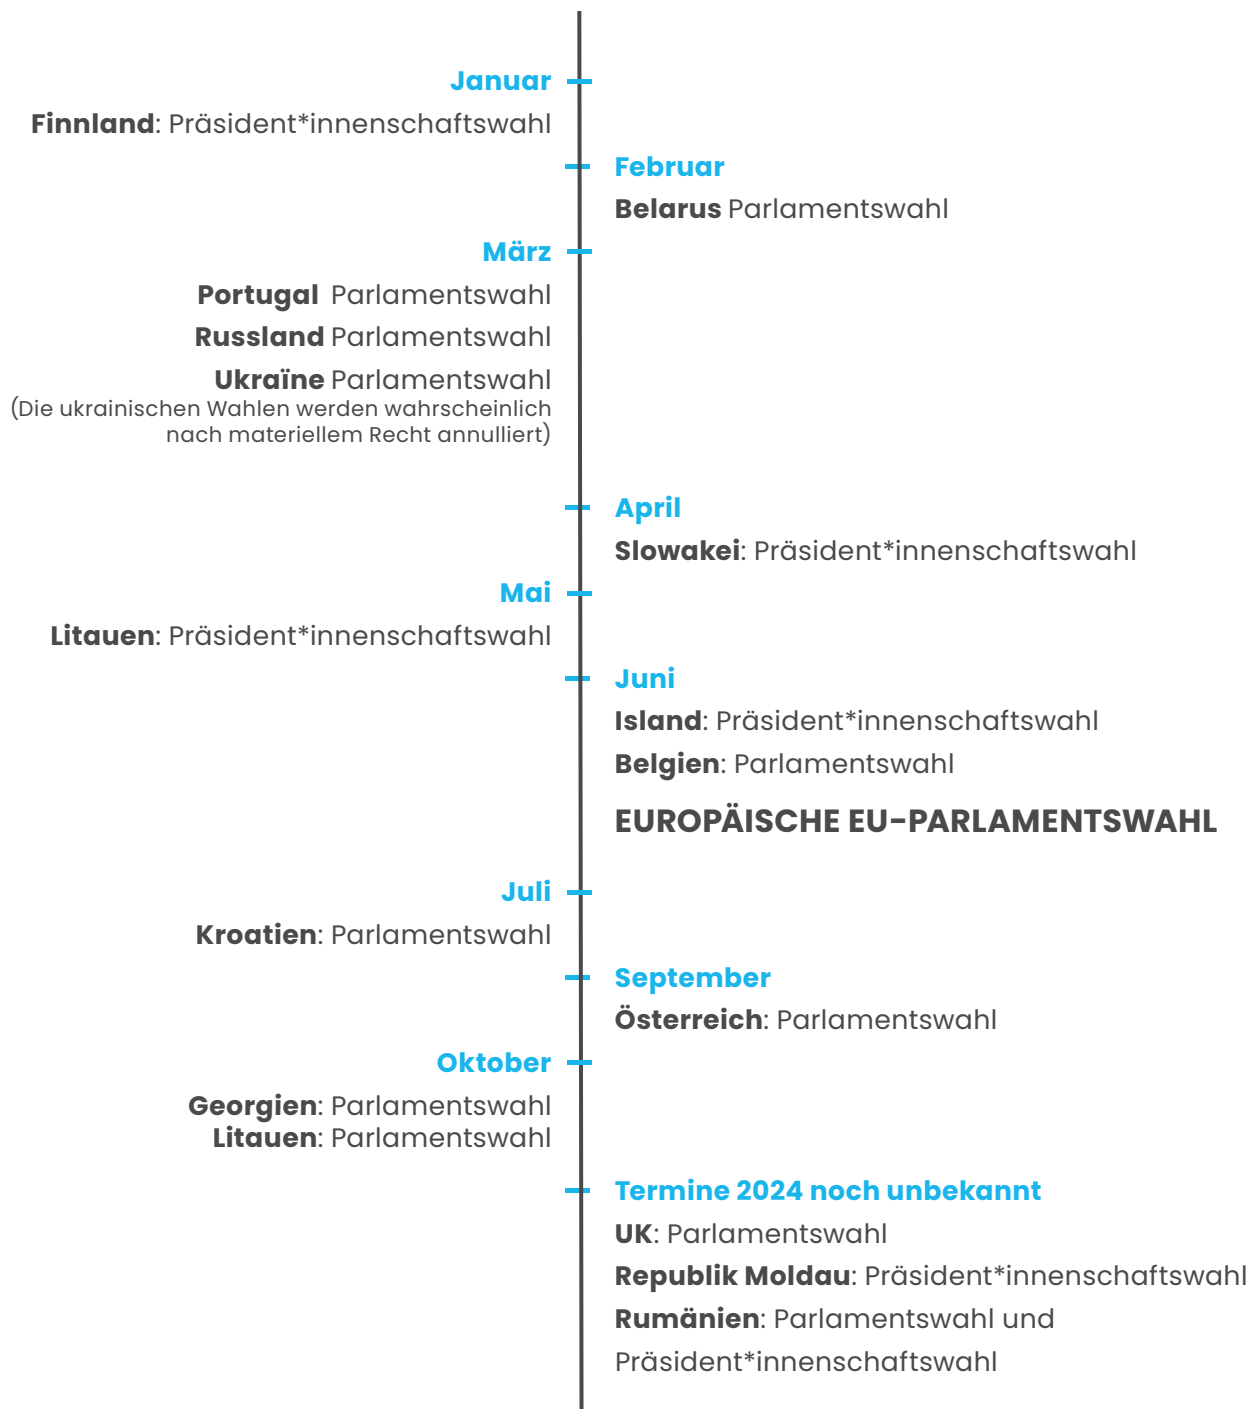 Januar
Finnland: Präsident*innenschaftswahl
Februar
Belarus Parlamentswahl
März
Portugal Parlamentswahl
Russland Parlamentswahl
Ukraïne Parlamentswahl
(Die ukrainischen Wahlen werden wahrscheinlich
nach materiellem Recht annulliert)
April
Slowakei: Präsident*innenschaftswahl
Mai
Litauen: Präsident*innenschaftswahl
Juni
Island: Präsident*innenschaftswahl
Belgien: Parlamentswahl
EUROPÄISCHE EU-PARLAMENTSWAHL
Juli
Kroatien: Parlamentswahl
September
Österreich: Parlamentswahl
Oktober
Georgien: Parlamentswahl
Litauen: Parlamentswahl
Termine 2024 noch unbekannt
UK: Parlamentswahl
Republik Moldau: Präsident*innenschaftswahl
Rumänien: Parlamentswahl und
Präsident*innenschaftswahl